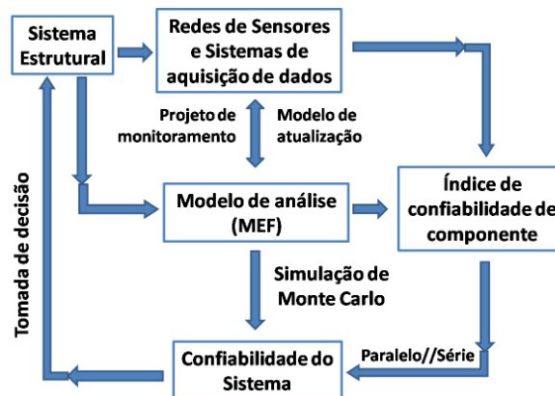 Sistema
Estrutural
Redes de Sensores
e Sistemas de
aquisição de dados
Projeto de
monitoramento
Modelo de
atualização
Tomada de decisão
Modelo de análise
(MEF)
Índice de
confiabilidade de
componente
Simulação de
Monte Carlo
Paralelo//Série
Confiabilidade do
Sistema